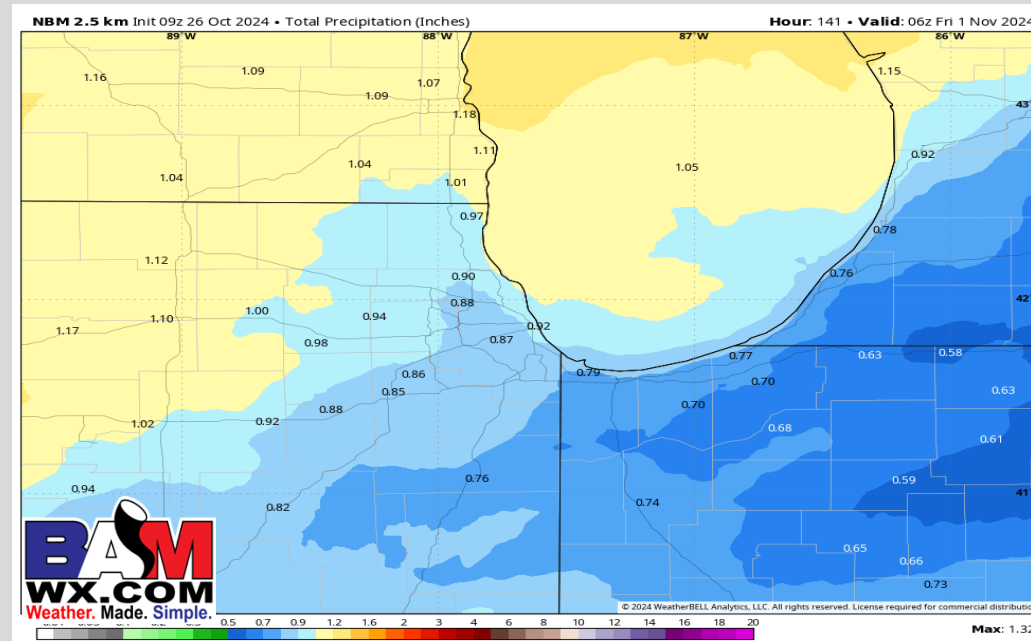 NBM 2.5 km Init 09z 26 Oct 2024 • Total Precipitation (Inches) Hour: 141 • Valid: 06z Fri 1 Nov 2024
89°W 88°W 87°W 86°W
1.16 1.09 1.07 1.15
1.09
1.18
43°
1.11 0.92
1.04 1.05
1.04 1.01
0.97
0.78
1.12
0.90 0.76
0.88 42°
1.00
1.17 1.10 0.94 0.92
0.98 0.87
0.77 0.63 0.58
0.86 0.79
0.85 0.70 0.63
0.88 0.70
1.02 0.92 0.68
0.61
0.76 0.59
0.94 41°
0.82 0.74
0.65
0.66
0.73
BAM
WX.COM
Weather. Made. Simple.
© 2024 WeatherBELL Analytics, LLC. All rights reserved. License required for commercial
0.5 0.7 0.9 1.2 1.6 2 3 4 6 8 10 12 14 16 18 20
Max: 1.32